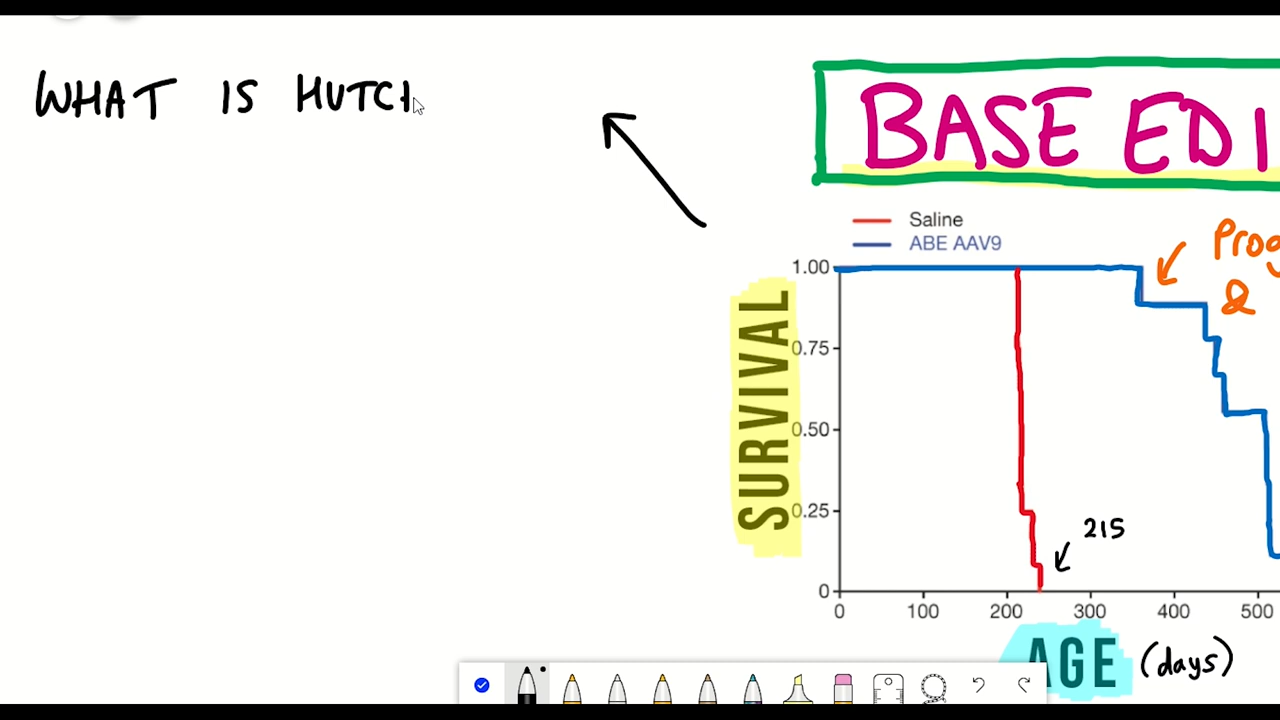 WHAT IS HUTCH
BASE EDI
Saline
ABE AAV9
Prog
&
SURVIVAL
1.00
0.75
0.50
0.25
0
215
0 100 200 300 400 500
AGE (days)